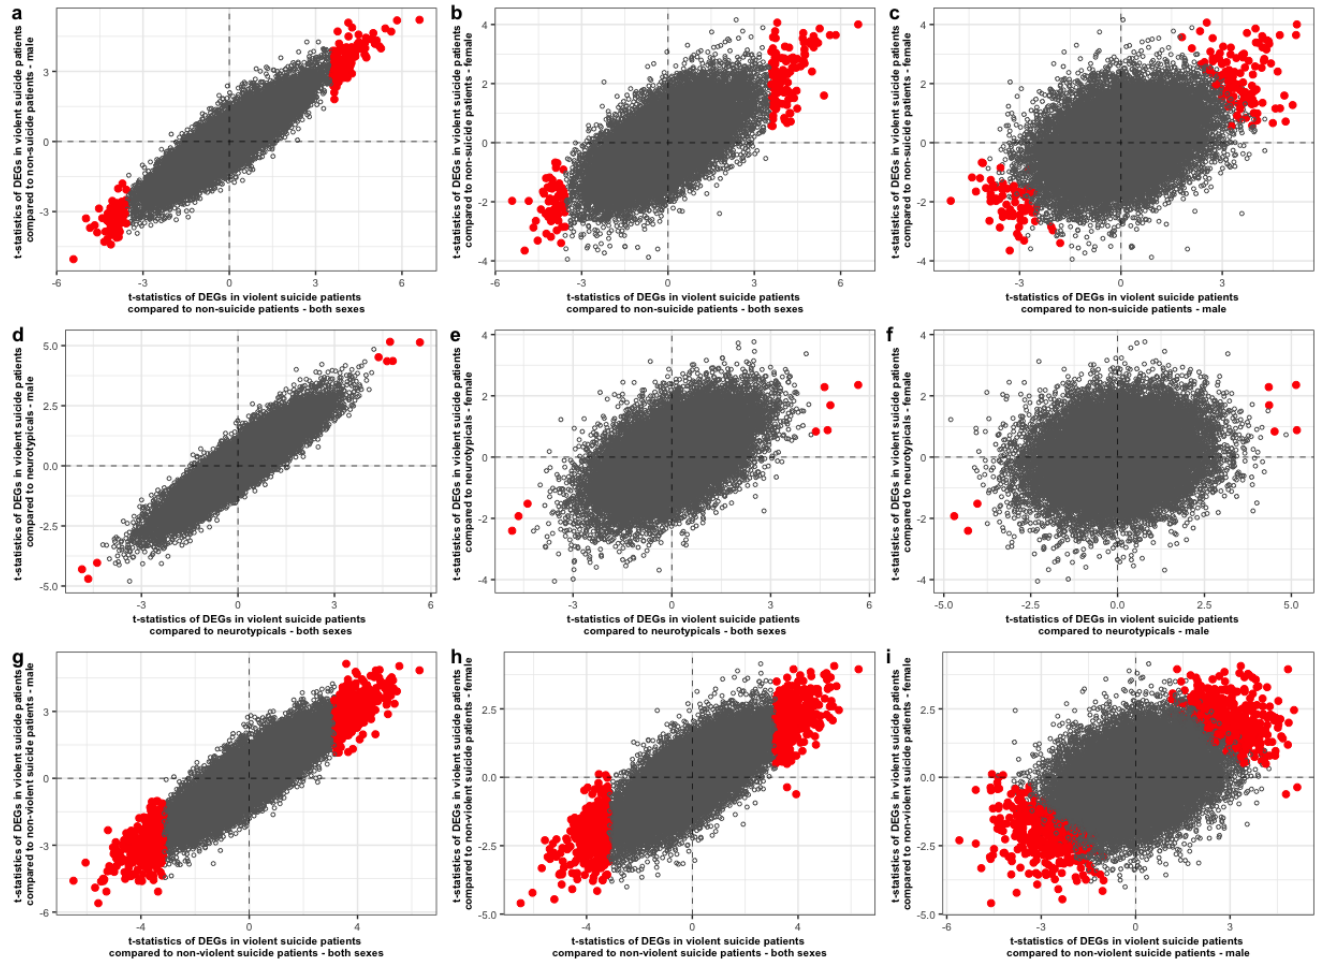 a
t-statistics of DEGs in violent suicide patients
compared to non-suicide patients - male
3
0
-3
-6
-3
0
3
6
t-statistics of DEGs in violent suicide patients
compared to non-suicide patients - both sexes
b
t-statistics of DEGs in violent suicide patients
compared to non-suicide patients - female
4
2
0
-2
-4
-6
-3
0
3
6
t-statistics of DEGs in violent suicide patients
compared to non-suicide patients - both sexes
c
t-statistics of DEGs in violent suicide patients
compared to non-suicide patients - female
4
2
0
-2
-4
-3
0
3
t-statistics of DEGs in violent suicide patients
compared to non-suicide patients - male
d
t-statistics of DEGs in violent suicide patients
compared to neurotypicals - male
5.0
2.5
0.0
-2.5
-5.0
-3
0
3
6
t-statistics of DEGs in violent suicide patients
compared to neurotypicals - both sexes
e
t-statistics of DEGs in violent suicide patients
compared to neurotypicals - female
4
2
0
-2
-4
-3
0
3
6
t-statistics of DEGs in violent suicide patients
compared to neurotypicals - both sexes
f
t-statistics of DEGs in violent suicide patients
compared to neurotypicals - female
4
2
0
-2
-4
-5.0
-2.5
0.0
2.5
5.0
t-statistics of DEGs in violent suicide patients
compared to neurotypicals - male
g
t-statistics of DEGs in violent suicide patients
compared to non-violent suicide patients - male
3
0
-3
-6
-4
0
4
t-statistics of DEGs in violent suicide patients
compared to non-violent suicide patients - both sexes
h
t-statistics of DEGs in violent suicide patients
compared to non-violent suicide patients - female
2.5
0.0
-2.5
-5.0
-4
0
4
t-statistics of DEGs in violent suicide patients
compared to non-violent suicide patients - both sexes
i
t-statistics of DEGs in violent suicide patients
compared to non-violent suicide patients - female
2.5
0.0
-2.5
-5.0
-6
-3
0
3
t-statistics of DEGs in violent suicide patients
compared to non-violent suicide patients - male